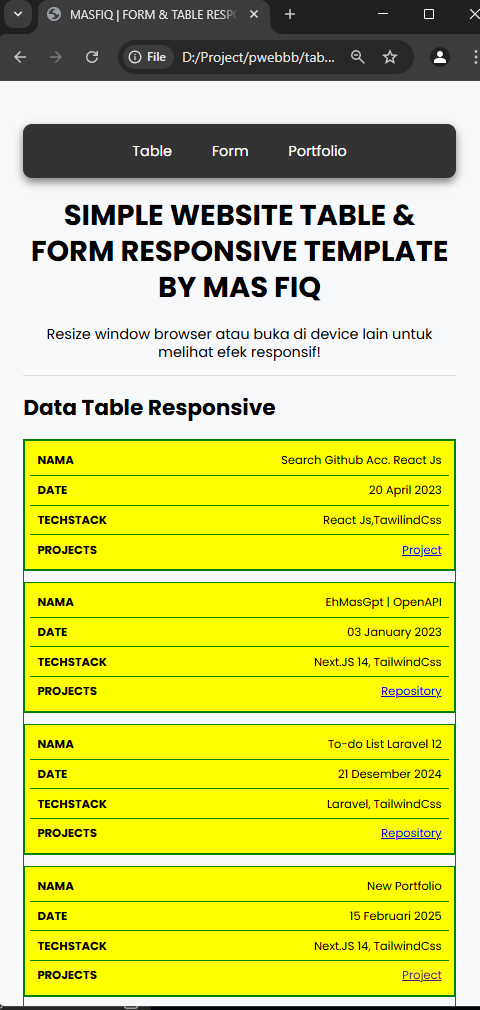 MASFIQ | FORM & TABLE RESP
File D:/Project/pwebbb/tab...
Table Form Portfolio
SIMPLE WEBSITE TABLE &
FORM RESPONSIVE TEMPLATE
BY MAS FIQ
Resize window browser atau buka di device lain untuk
melihat efek responsif!
Data Table Responsive
NAMA Search Github Acc. React Js
DATE 20 April 2023
TECHSTACK React Js,TawilindCss
PROJECTS Project
NAMA EhMasGpt | OpenAPI
DATE 03 January 2023
TECHSTACK Next.JS 14, TailwindCss
PROJECTS Repository
NAMA To-do List Laravel 12
DATE 21 Desember 2024
TECHSTACK Laravel, TailwindCss
PROJECTS Repository
NAMA New Portfolio
DATE 15 Februari 2025
TECHSTACK Next.JS 14, TailwindCss
PROJECTS Project